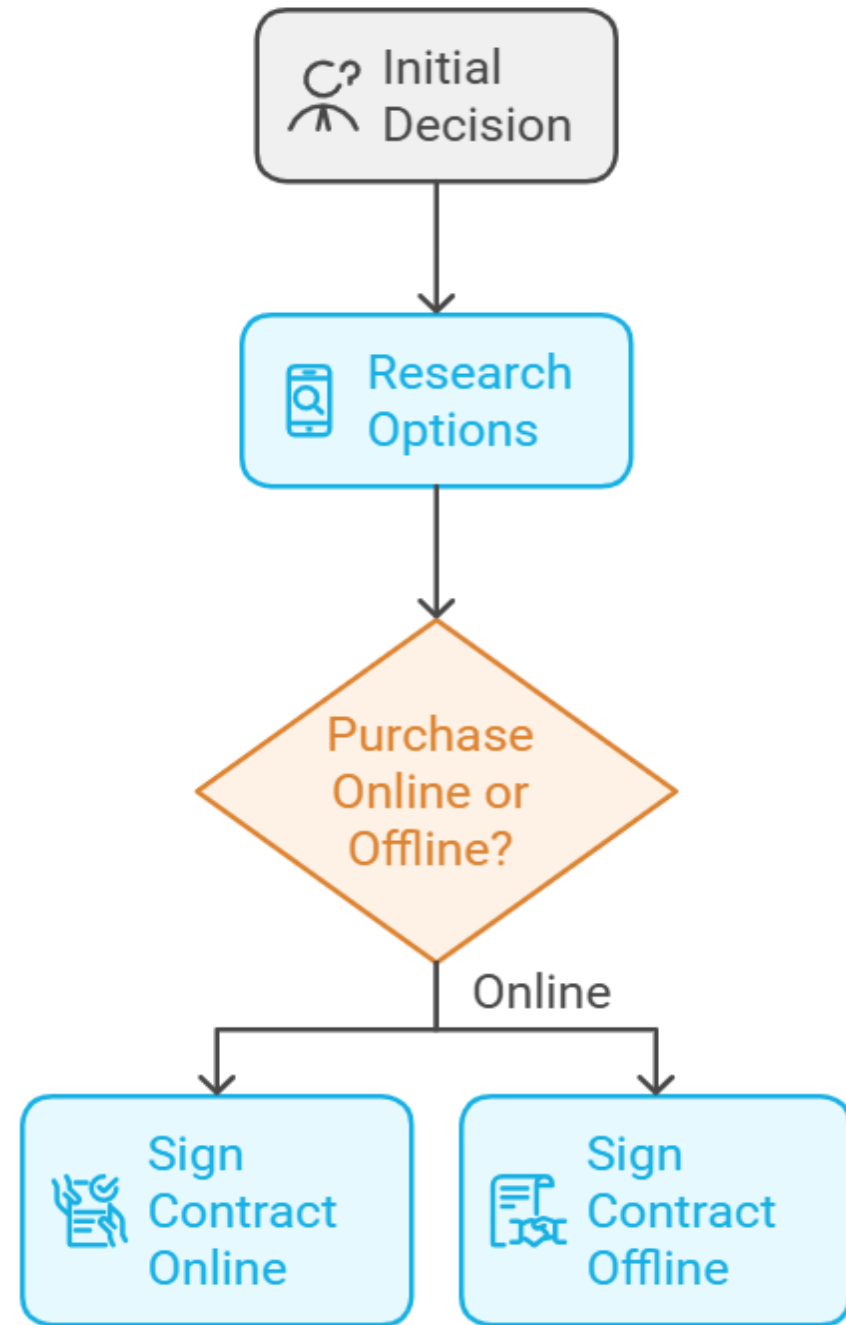 Initial
Decision
Research
Options
Purchase
Online or
Offline?
Online
Sign
Contract
Online
Sign
Contract
Offline